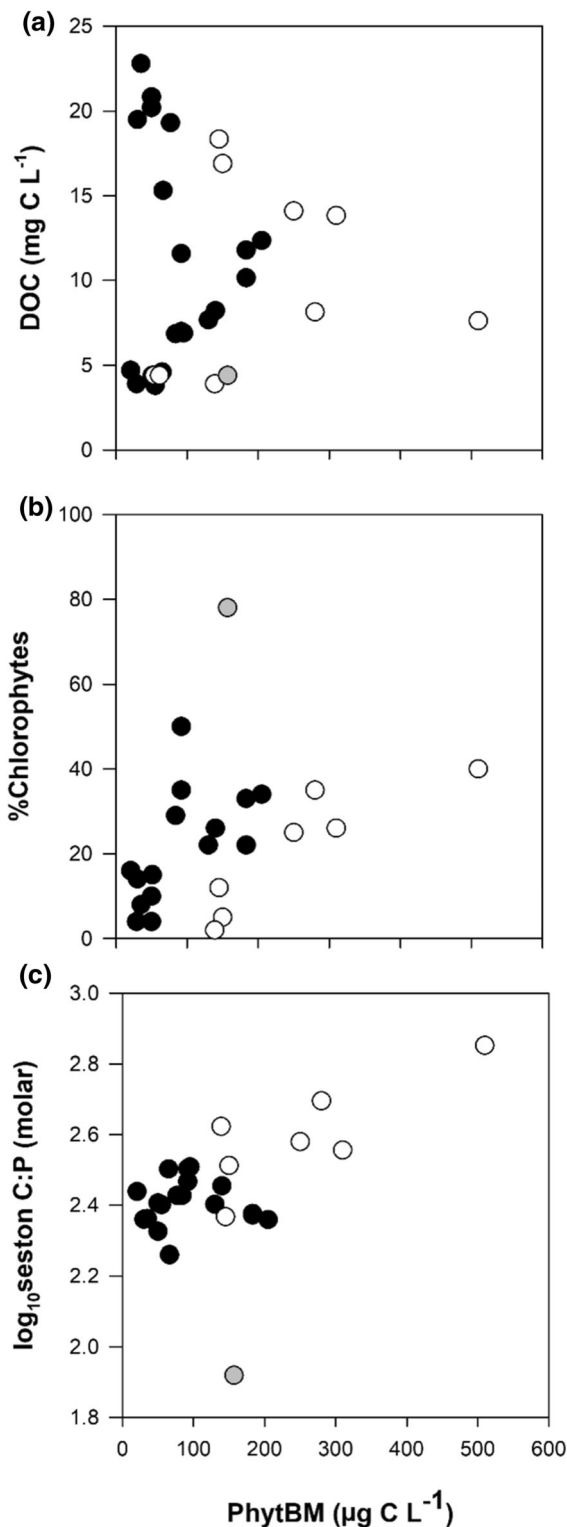 (a)
25
20
15
10
5
0
DOC (mg C L-1)
(b)
100
80
60
40
20
0
%Chlorophytes
(c)
3.0
2.8
2.6
2.4
2.2
2.0
1.8
log10seston C:P (molar)
0 100 200 300 400 500 600
PhytBM (µg C L-1)